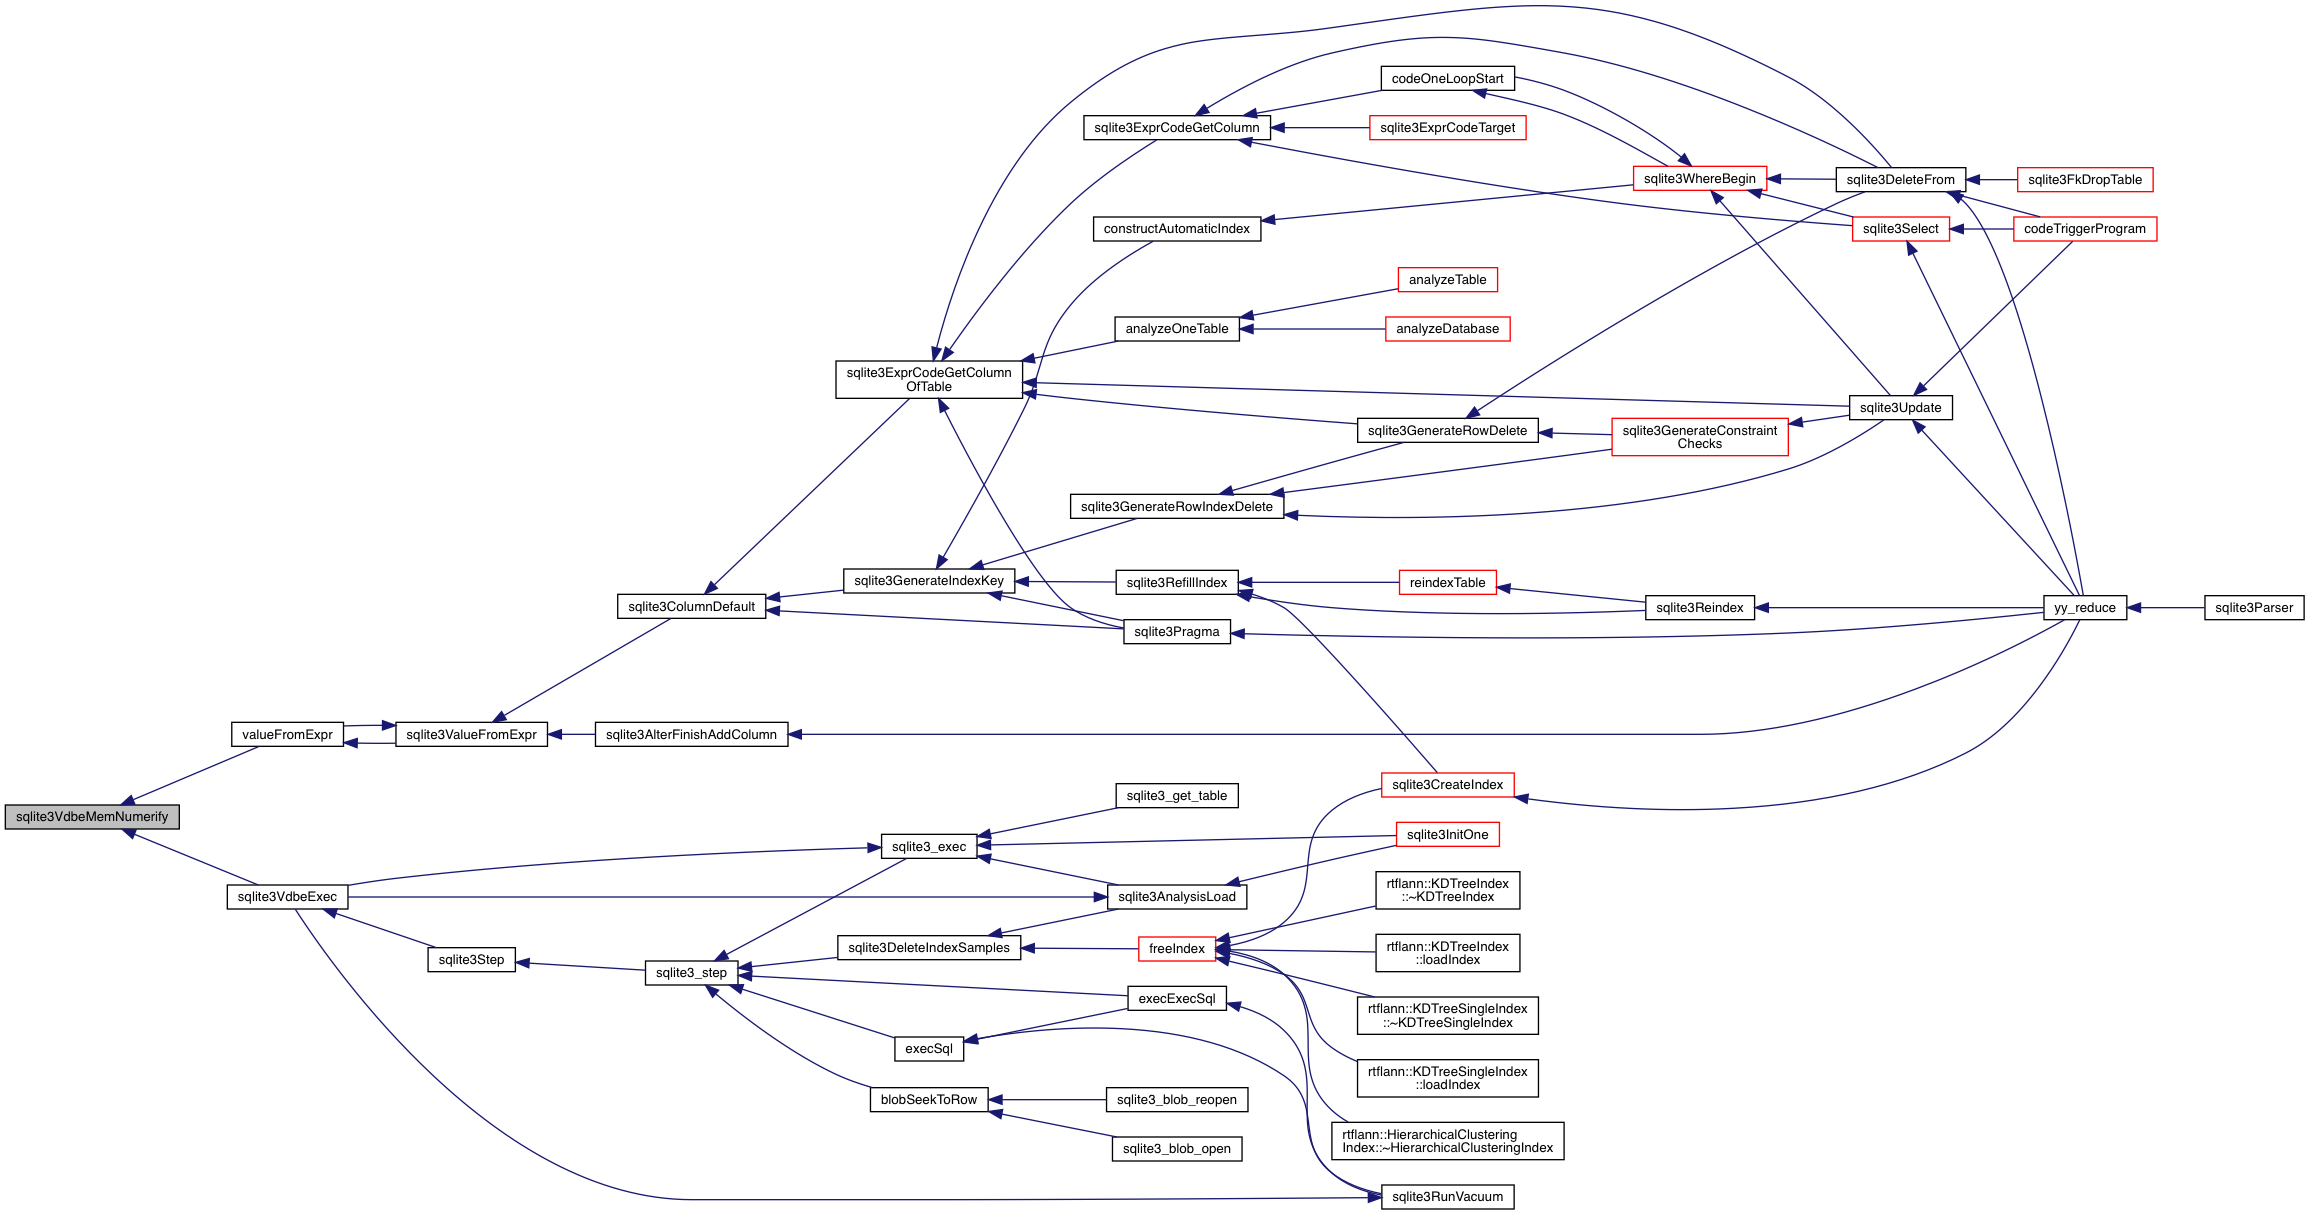 codeOneLoopStart
sqlite3ExprCodeGetColumn
sqlite3ExprCodeTarget
sqlite3WhereBegin
sqlite3DeleteFrom
sqlite3FkDropTable
constructAutomaticIndex
sqlite3Select
codeTriggerProgram
analyzeTable
analyzeOneTable
analyzeDatabase
sqlite3ExprCodeGetColumn
OfTable
sqlite3Update
sqlite3GenerateRowDelete
sqlite3GenerateConstraint
Checks
sqlite3GenerateRowIndexDelete
sqlite3GenerateIndexKey
sqlite3RefillIndex
reindexTable
sqlite3ColumnDefault
sqlite3Reindex
yy_reduce
sqlite3Parser
sqlite3Pragma
valueFromExpr
sqlite3ValueFromExpr
sqlite3AlterFinishAddColumn
sqlite3CreateIndex
sqlite3_get_table
sqlite3VdbeMemNumerify
sqlite3InitOne
sqlite3_exec
rtflann::KDTreeIndex
::~KDTreeIndex
sqlite3VdbeExec
sqlite3AnalysisLoad
sqlite3DeleteIndexSamples
freeIndex
rtflann::KDTreeIndex
::loadIndex
sqlite3Step
sqlite3_step
execExecSql
rtflann::KDTreeSingleIndex
::~KDTreeSingleIndex
execSql
rtflann::KDTreeSingleIndex
::loadIndex
blobSeekToRow
sqlite3_blob_reopen
sqlite3_blob_open
rtflann::HierarchicalClustering
Index::~HierarchicalClusteringIndex
sqlite3RunVacuum